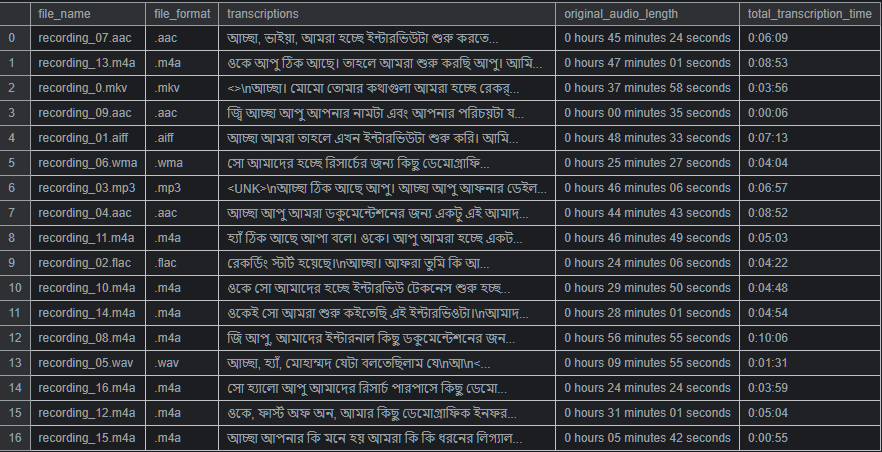 file_name file_format transcriptions original_audio_length total_transcription_time
0 recording_07.aac .aac আচ্ছা, ভাইয়া, আমরা হচ্ছে ইন্টারভিউটা শুরু করতে... 0 hours 45 minutes 24 seconds 0:06:09
1 recording_13.m4a .m4a ওকে আপু ঠিক আছে। তাহলে আমরা শুরু করছি আপু। আমি... 0 hours 47 minutes 01 seconds 0:08:53
2 recording_0.mkv .mkv <>\nআচ্ছা। মোমো তোমার কথাগুলা আমরা হচ্ছে রেকর্... 0 hours 37 minutes 58 seconds 0:03:56
3 recording_09.aac .aac জ্বি আচ্ছা আপু আপনার নামটা এবং আপনার পরিচয়টা য... 0 hours 00 minutes 35 seconds 0:00:06
4 recording_01.aiff .aiff আচ্ছা আমরা তাহলে এখন ইন্টারভিউটা শুরু করি। আমি... 0 hours 48 minutes 33 seconds 0:07:13
5 recording_06.wma .wma সো আমাদের হচ্ছে রিসার্চের জন্য কিছু ডেমোগ্রাফি... 0 hours 25 minutes 27 seconds 0:04:04
6 recording_03.mp3 .mp3 <UNK>\nআচ্ছা ঠিক আছে আপু। আচ্ছা আপু আফনার ডেইল... 0 hours 46 minutes 06 seconds 0:06:57
7 recording_04.aac .aac আচ্ছা আপু আমরা ডকুমেন্টেশনের জন্য একটু এই আমাদ... 0 hours 44 minutes 43 seconds 0:08:52
8 recording_11.m4a .m4a হ্যাঁ ঠিক আছে আপা বলে। ওকে। আপু আমরা হচ্ছে একট... 0 hours 46 minutes 49 seconds 0:05:03
9 recording_02.flac .flac রেকর্ডিং স্টার্ট হয়েছে।\nআচ্ছা। আফরা তুমি কি আ... 0 hours 24 minutes 06 seconds 0:04:22
10 recording_10.m4a .m4a ওকে সো আমাদের হচ্ছে ইন্টারভিউ টেকনেস শুরু হচ্ছ... 0 hours 29 minutes 50 seconds 0:04:48
11 recording_14.m4a .m4a ওকেই সো আমরা শুরু কইতেছি এই ইন্টারভিওটা।\nআমাদ... 0 hours 28 minutes 01 seconds 0:04:54
12 recording_08.m4a .m4a জি আপু, আমাদের ইন্টারনাল কিছু ডকুমেন্টেশনের জন... 0 hours 56 minutes 55 seconds 0:10:06
13 recording_05.wav .wav আচ্ছা, হ্যাঁ, মোহাম্মদ যেটা বলতেছিলাম যে\nআ\n<... 0 hours 09 minutes 55 seconds 0:01:31
14 recording_16.m4a .m4a সো হ্যালো আপু আমাদের রিসার্চ পারপাসে কিছু ডেমো... 0 hours 24 minutes 24 seconds 0:03:59
15 recording_12.m4a .m4a ওকে, ফার্স্ট অফ অন, আমার কিছু ডেমোগ্রাফিক ইনফর... 0 hours 31 minutes 01 seconds 0:05:04
16 recording_15.m4a .m4a আচ্ছা আপনার কি মনে হয় আমরা কি কি ধরনের লিগ্যাল... 0 hours 05 minutes 42 seconds 0:00:55